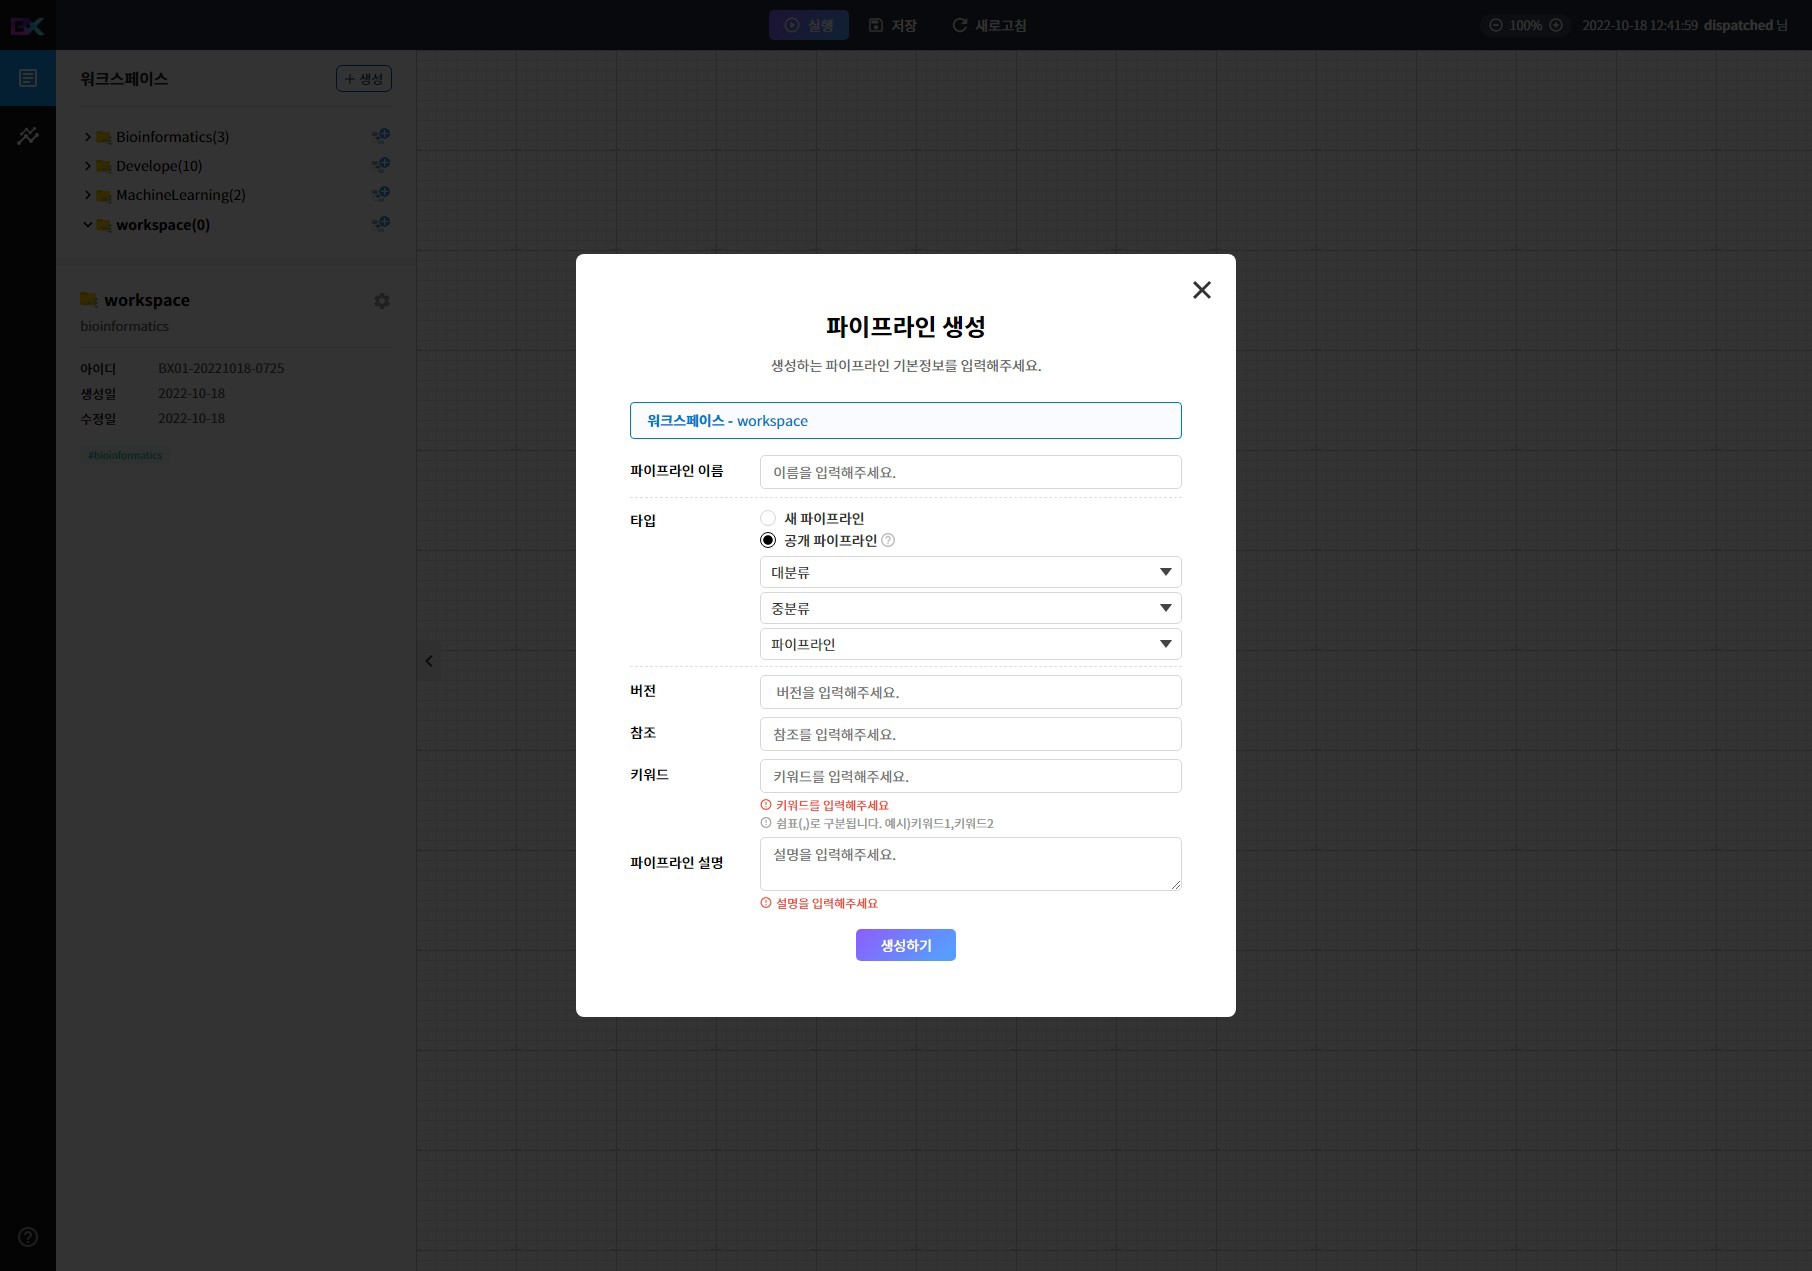 BX
실행
저장
새로고침
100%
2022-10-18 12:41:59 dispatched 님
워크스페이스
+ 생성
Bioinformatics(3)
Develope(10)
MachineLearning(2)
workspace(0)
workspace
bioinformatics
아이디 BX01-20221018-0725
생성일 2022-10-18
수정일 2022-10-18
#bioinformatics
파이프라인 생성
생성하는 파이프라인 기본정보를 입력해주세요.
워크스페이스 - workspace
파이프라인 이름 이름을 입력해주세요.
타입 새 파이프라인
공개 파이프라인
대분류
중분류
파이프라인
버전 버전을 입력해주세요.
참조 참조를 입력해주세요.
키워드 키워드를 입력해주세요.
키워드를 입력해주세요
쉼표(,)로 구분됩니다. 예시)키워드1,키워드2
파이프라인 설명 설명을 입력해주세요.
설명을 입력해주세요
생성하기